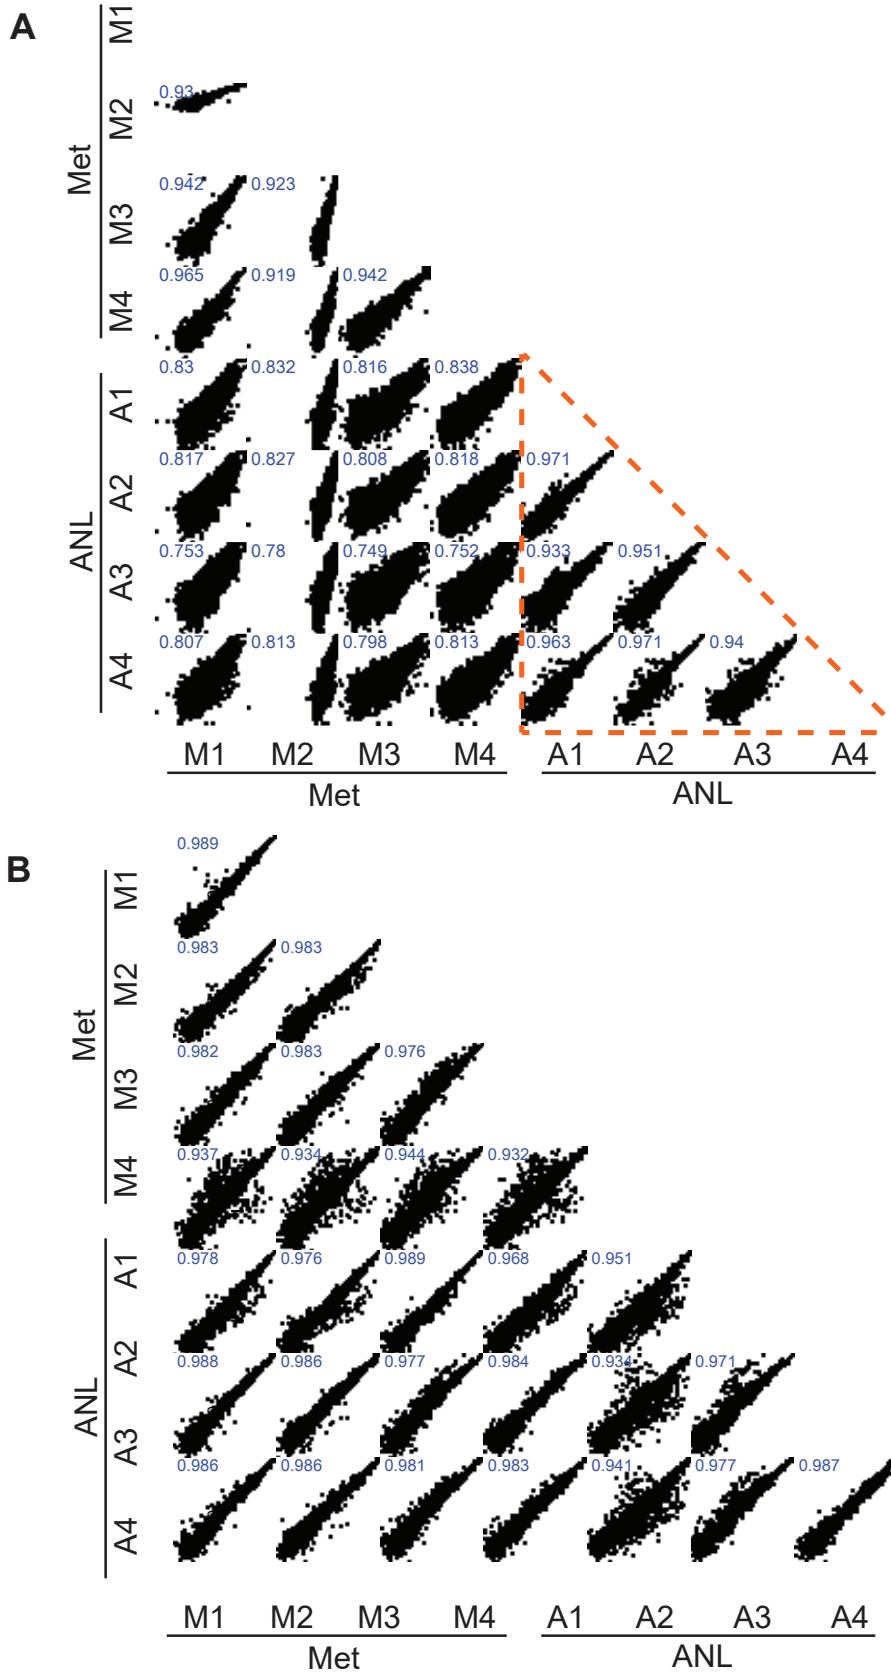 A
M1
Met
M2
0.93
M3
0.942 0.923
M4
0.965 0.919 0.942
A1
0.83 0.832 0.816 0.838
ANL
A2
0.817 0.827 0.808 0.818 0.971
A3
0.753 0.78 0.749 0.752 0.933 0.951
A4
0.807 0.813 0.798 0.813 0.963 0.971 0.94
M1 M2 M3 M4 A1 A2 A3 A4
Met ANL
B
0.989
M1
Met
M2
0.983 0.983
M3
0.982 0.983 0.976
M4
0.937 0.934 0.944 0.932
A1
0.978 0.976 0.989 0.968 0.951
ANL
A2
0.988 0.986 0.977 0.984 0.934 0.971
A3
0.986 0.986 0.981 0.983 0.941 0.977 0.987
A4
M1 M2 M3 M4 A1 A2 A3 A4
Met ANL